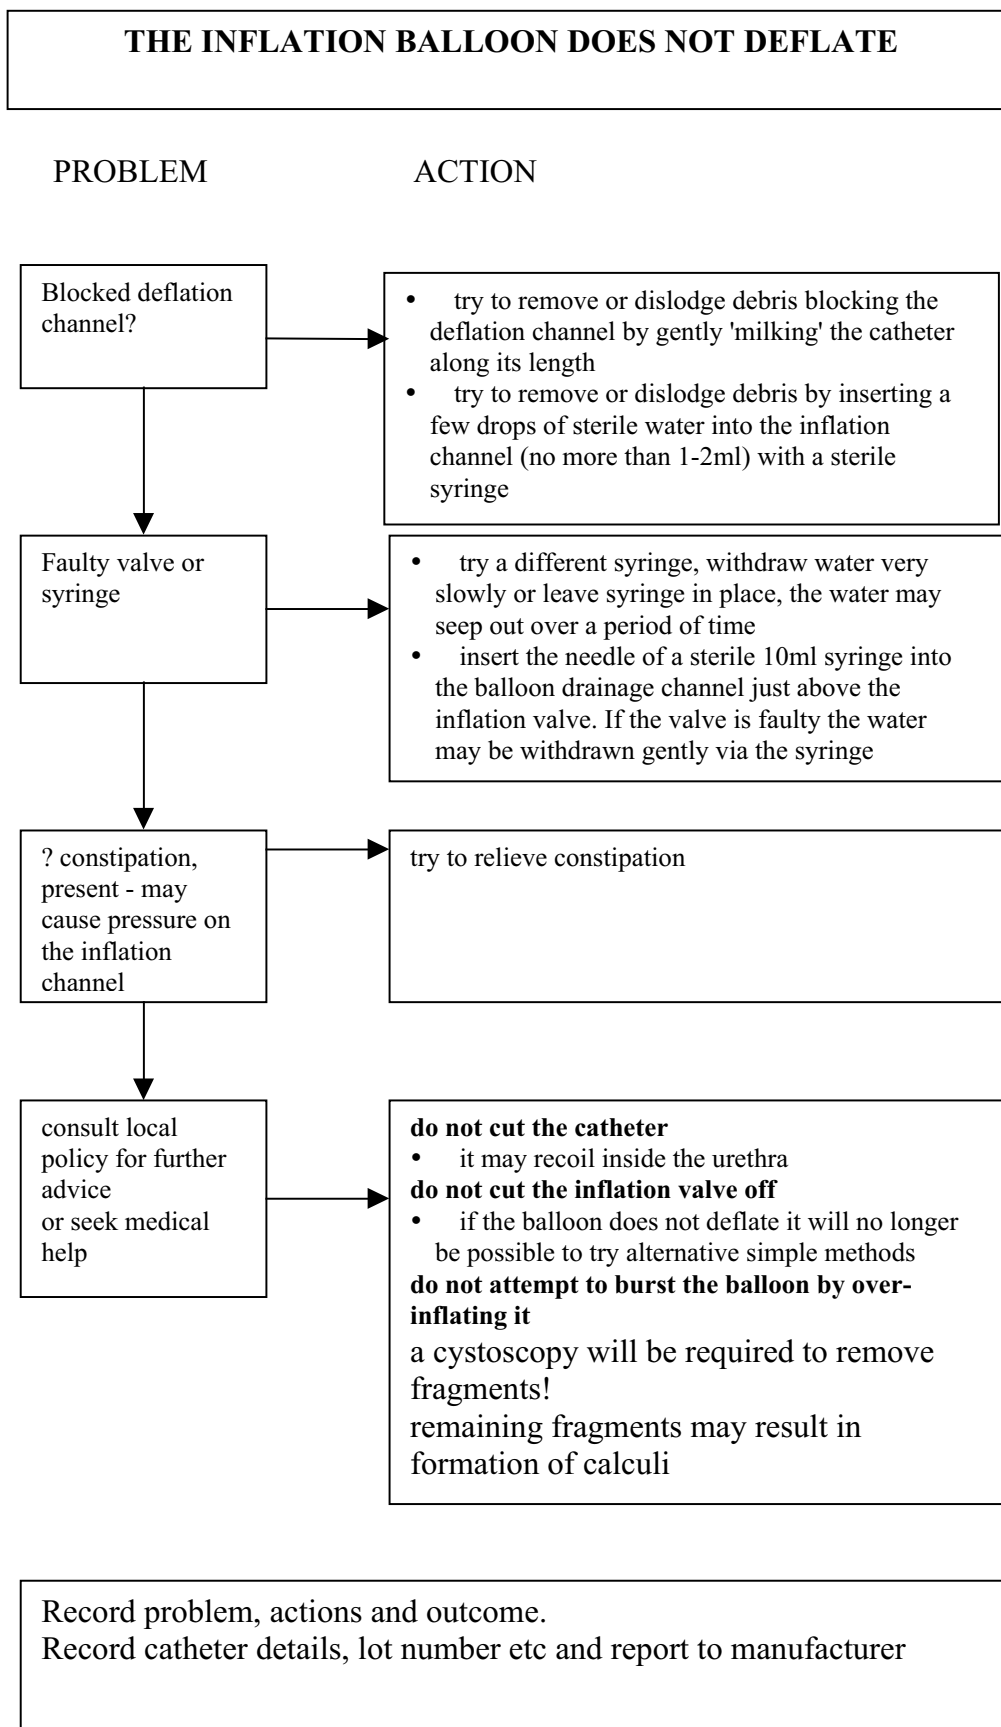 THE INFLATION BALLOON DOES NOT DEFLATE
PROBLEM
ACTION
Blocked deflation
channel?
• try to remove or dislodge debris blocking the
deflation channel by gently 'milking' the catheter
along its length
• try to remove or dislodge debris by inserting a
few drops of sterile water into the inflation
channel (no more than 1-2ml) with a sterile
syringe
Faulty valve or
syringe
• try a different syringe, withdraw water very
slowly or leave syringe in place, the water may
seep out over a period of time
• insert the needle of a sterile 10ml syringe into
the balloon drainage channel just above the
inflation valve. If the valve is faulty the water
may be withdrawn gently via the syringe
? constipation,
present - may
cause pressure on
the inflation
channel
try to relieve constipation
consult local
policy for further
advice
or seek medical
help
do not cut the catheter
• it may recoil inside the urethra
do not cut the inflation valve off
• if the balloon does not deflate it will no longer
be possible to try alternative simple methods
do not attempt to burst the balloon by over-
inflating it
a cystoscopy will be required to remove
fragments!
remaining fragments may result in
formation of calculi
Record problem, actions and outcome.
Record catheter details, lot number etc and report to manufacturer